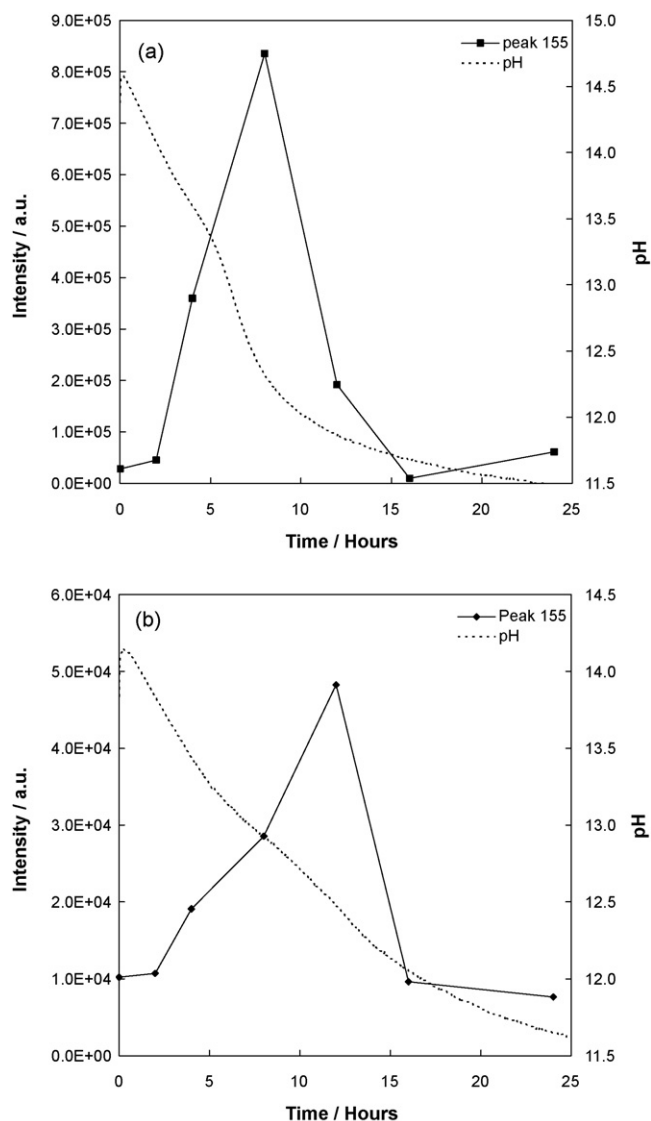 (a)
peak 155
pH
9.0E+05
8.0E+05
7.0E+05
6.0E+05
5.0E+05
4.0E+05
3.0E+05
2.0E+05
1.0E+05
0.0E+00
Intensity / a.u.
15.0
14.5
14.0
13.5
13.0
12.5
12.0
11.5
pH
0 5 10 15 20 25
Time / Hours
(b)
Peak 155
pH
6.0E+04
5.0E+04
4.0E+04
3.0E+04
2.0E+04
1.0E+04
0.0E+00
Intensity / a.u.
14.5
14.0
13.5
13.0
12.5
12.0
11.5
pH
0 5 10 15 20 25
Time / Hours